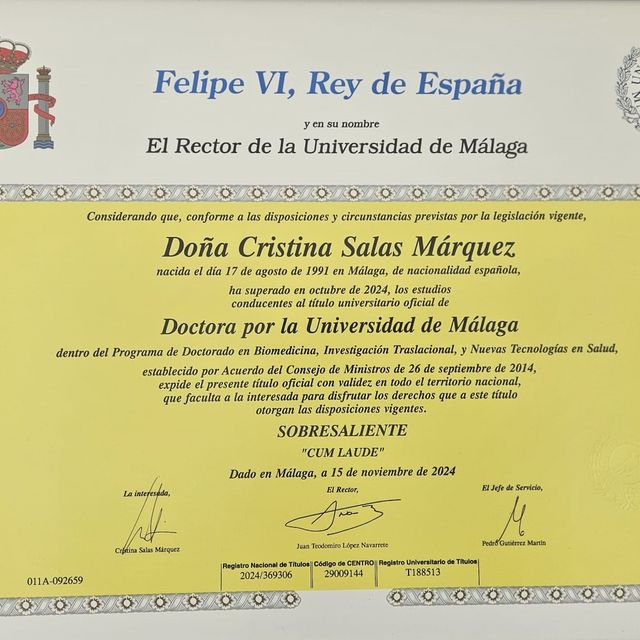 Felipe VI, Rey de España
y en su nombre
El Rector de la Universidad de Málaga
Considerando que, conforme a las disposiciones y circunstancias previstas por la legislación vigente,
Doña Cristina Salas Márquez
nacida el día 17 de agosto de 1991 en Málaga, de nacionalidad española,
ha superado en octubre de 2024, los estudios
conducentes al título universitario oficial de
Doctora por la Universidad de Málaga
dentro del Programa de Doctorado en Biomedicina, Investigación Traslacional, y Nuevas Tecnologías en Salud,
establecido por Acuerdo del Consejo de Ministros de 26 de septiembre de 2014,
expide el presente título oficial con validez en todo el territorio nacional,
que faculta a la interesada para disfrutar los derechos que a este título
otorgan las disposiciones vigentes.
SOBRESALIENTE
"CUM LAUDE"
Dado en Málaga, a 15 de noviembre de 2024
La interesada, El Rector, El Jefe de Servicio,
Cristina Salas Márquez Juan Teodomiro López Navarrete Pedro Gutiérrez Martín
Registro Nacional de Títulos Código de CENTRO Registro Universitario de Títulos
011A-092659 2024/369306 29009144 T188513